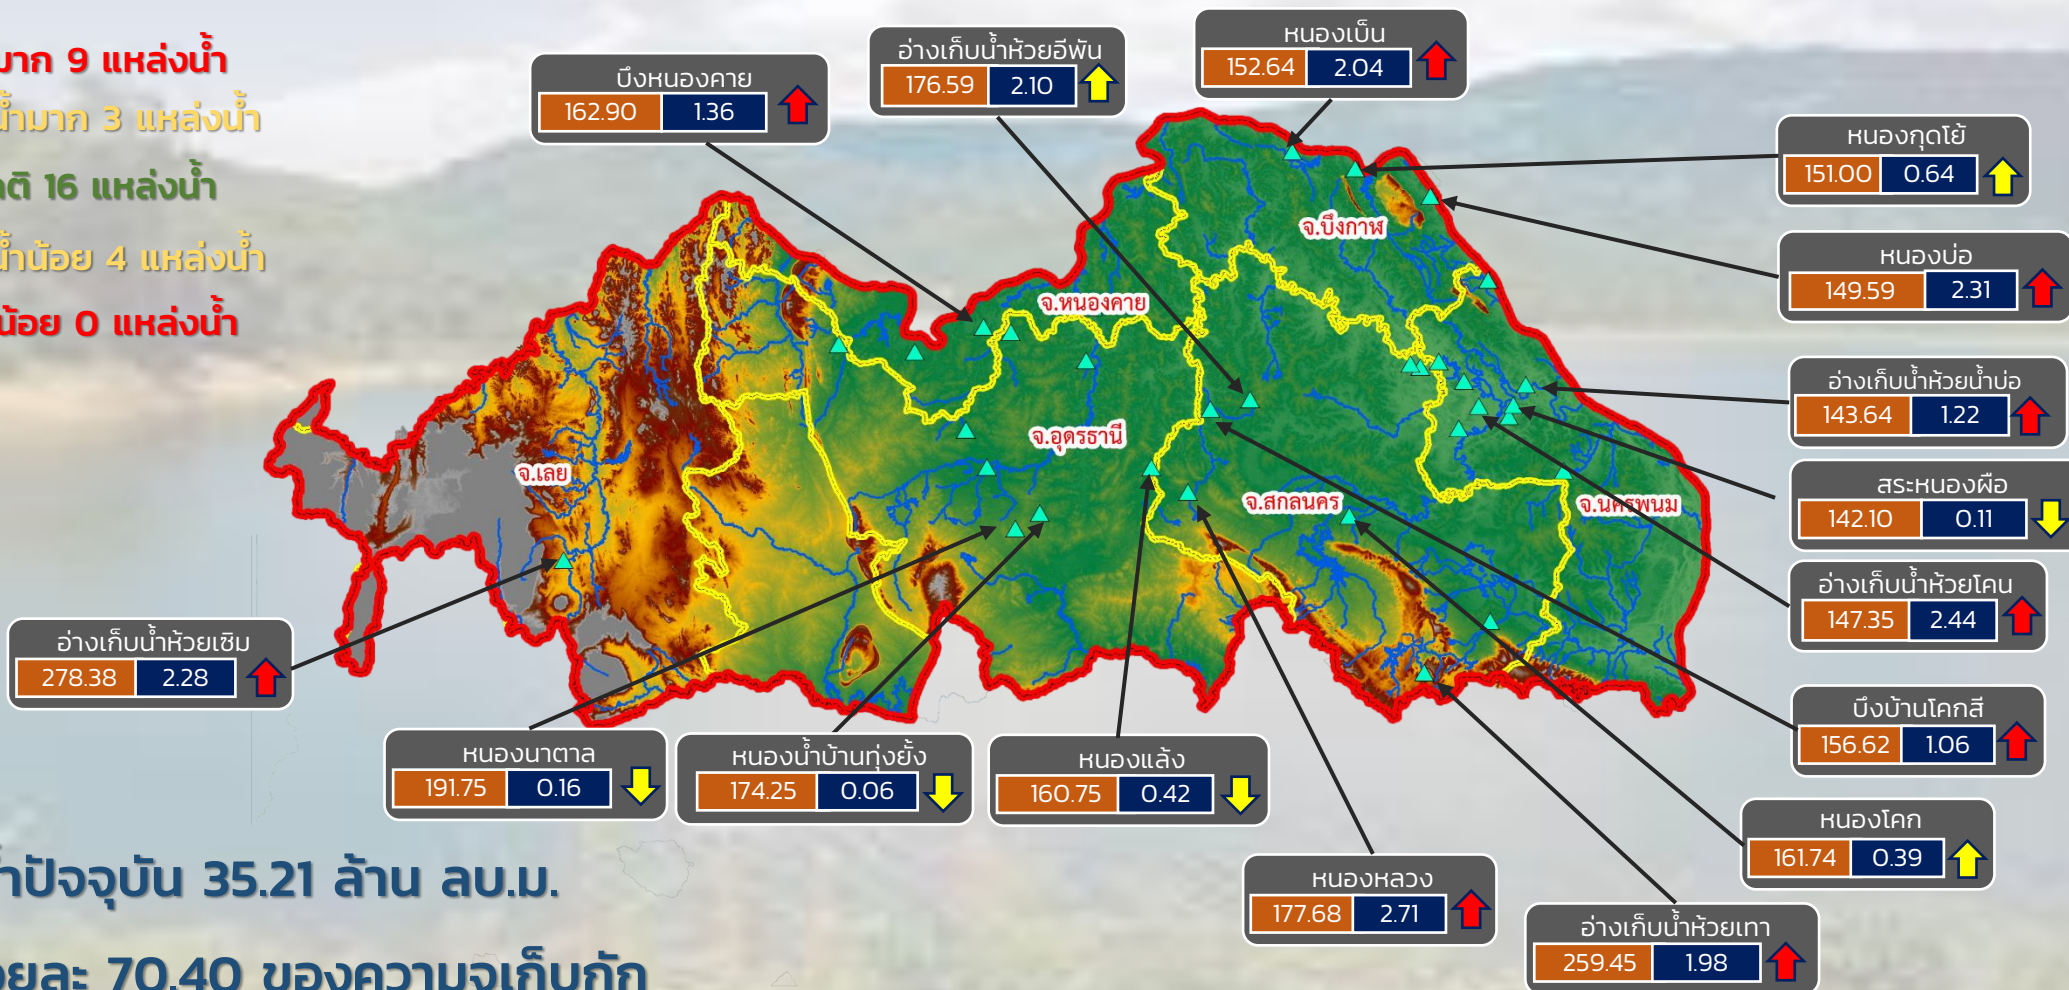 มาก 9 แหล่งน้ำ
น้ำมาก 3 แหล่งน้ำ
16 แหล่งน้ำ
น้ำน้อย 4 แหล่งน้ำ
น้อย 0 แหล่งน้ำ
บึงหนองคาย
162.90 1.36
อ่างเก็บน้ำห้วยอีพัน
176.59 2.10
หนองเบ็น
152.64 2.04
หนองกุดโย้
151.00 0.64
หนองบ่อ
149.59 2.31
อ่างเก็บน้ำห้วยน้ำบ่อ
143.64 1.22
สระหนองผือ
142.10 0.11
อ่างเก็บน้ำห้วยโคน
147.35 2.44
บึงบ้านโคกสี
156.62 1.06
หนองโคก
161.74 0.39
อ่างเก็บน้ำห้วยเทา
259.45 1.98
หนองหลวง
177.68 2.71
หนองแล้ง
160.75 0.42
หนองน้ำบ้านทุ่งยั้ง
174.25 0.06
หนองนาตาล
191.75 0.16
อ่างเก็บน้ำห้วยเซิม
278.38 2.28
จ.บึงกาฬ
จ.หนองคาย
จ.อุดรธานี
จ.เลย
จ.สกลนคร
จ.นครพนม
ปัจจุบัน 35.21 ล้าน ลบ.ม.
70.40 ของความจุเก็บกัก